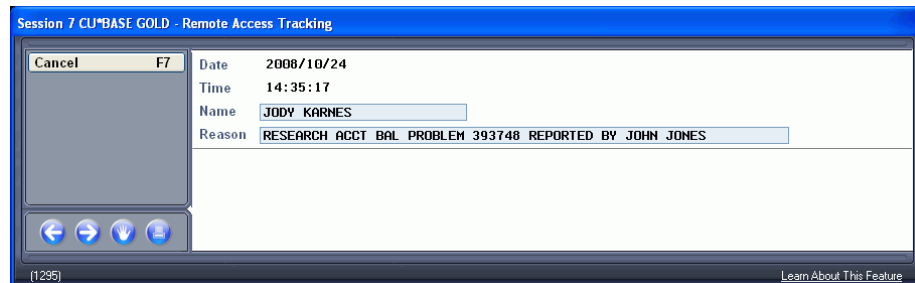 Session 7 CU*BASE GOLD - Remote Access Tracking
Cancel F7
Date 2008/10/24
Time 14:35:17
Name JODY KARNES
Reason RESEARCH ACCT BAL PROBLEM 393748 REPORTED BY JOHN JONES
(1295) Learn About This Feature